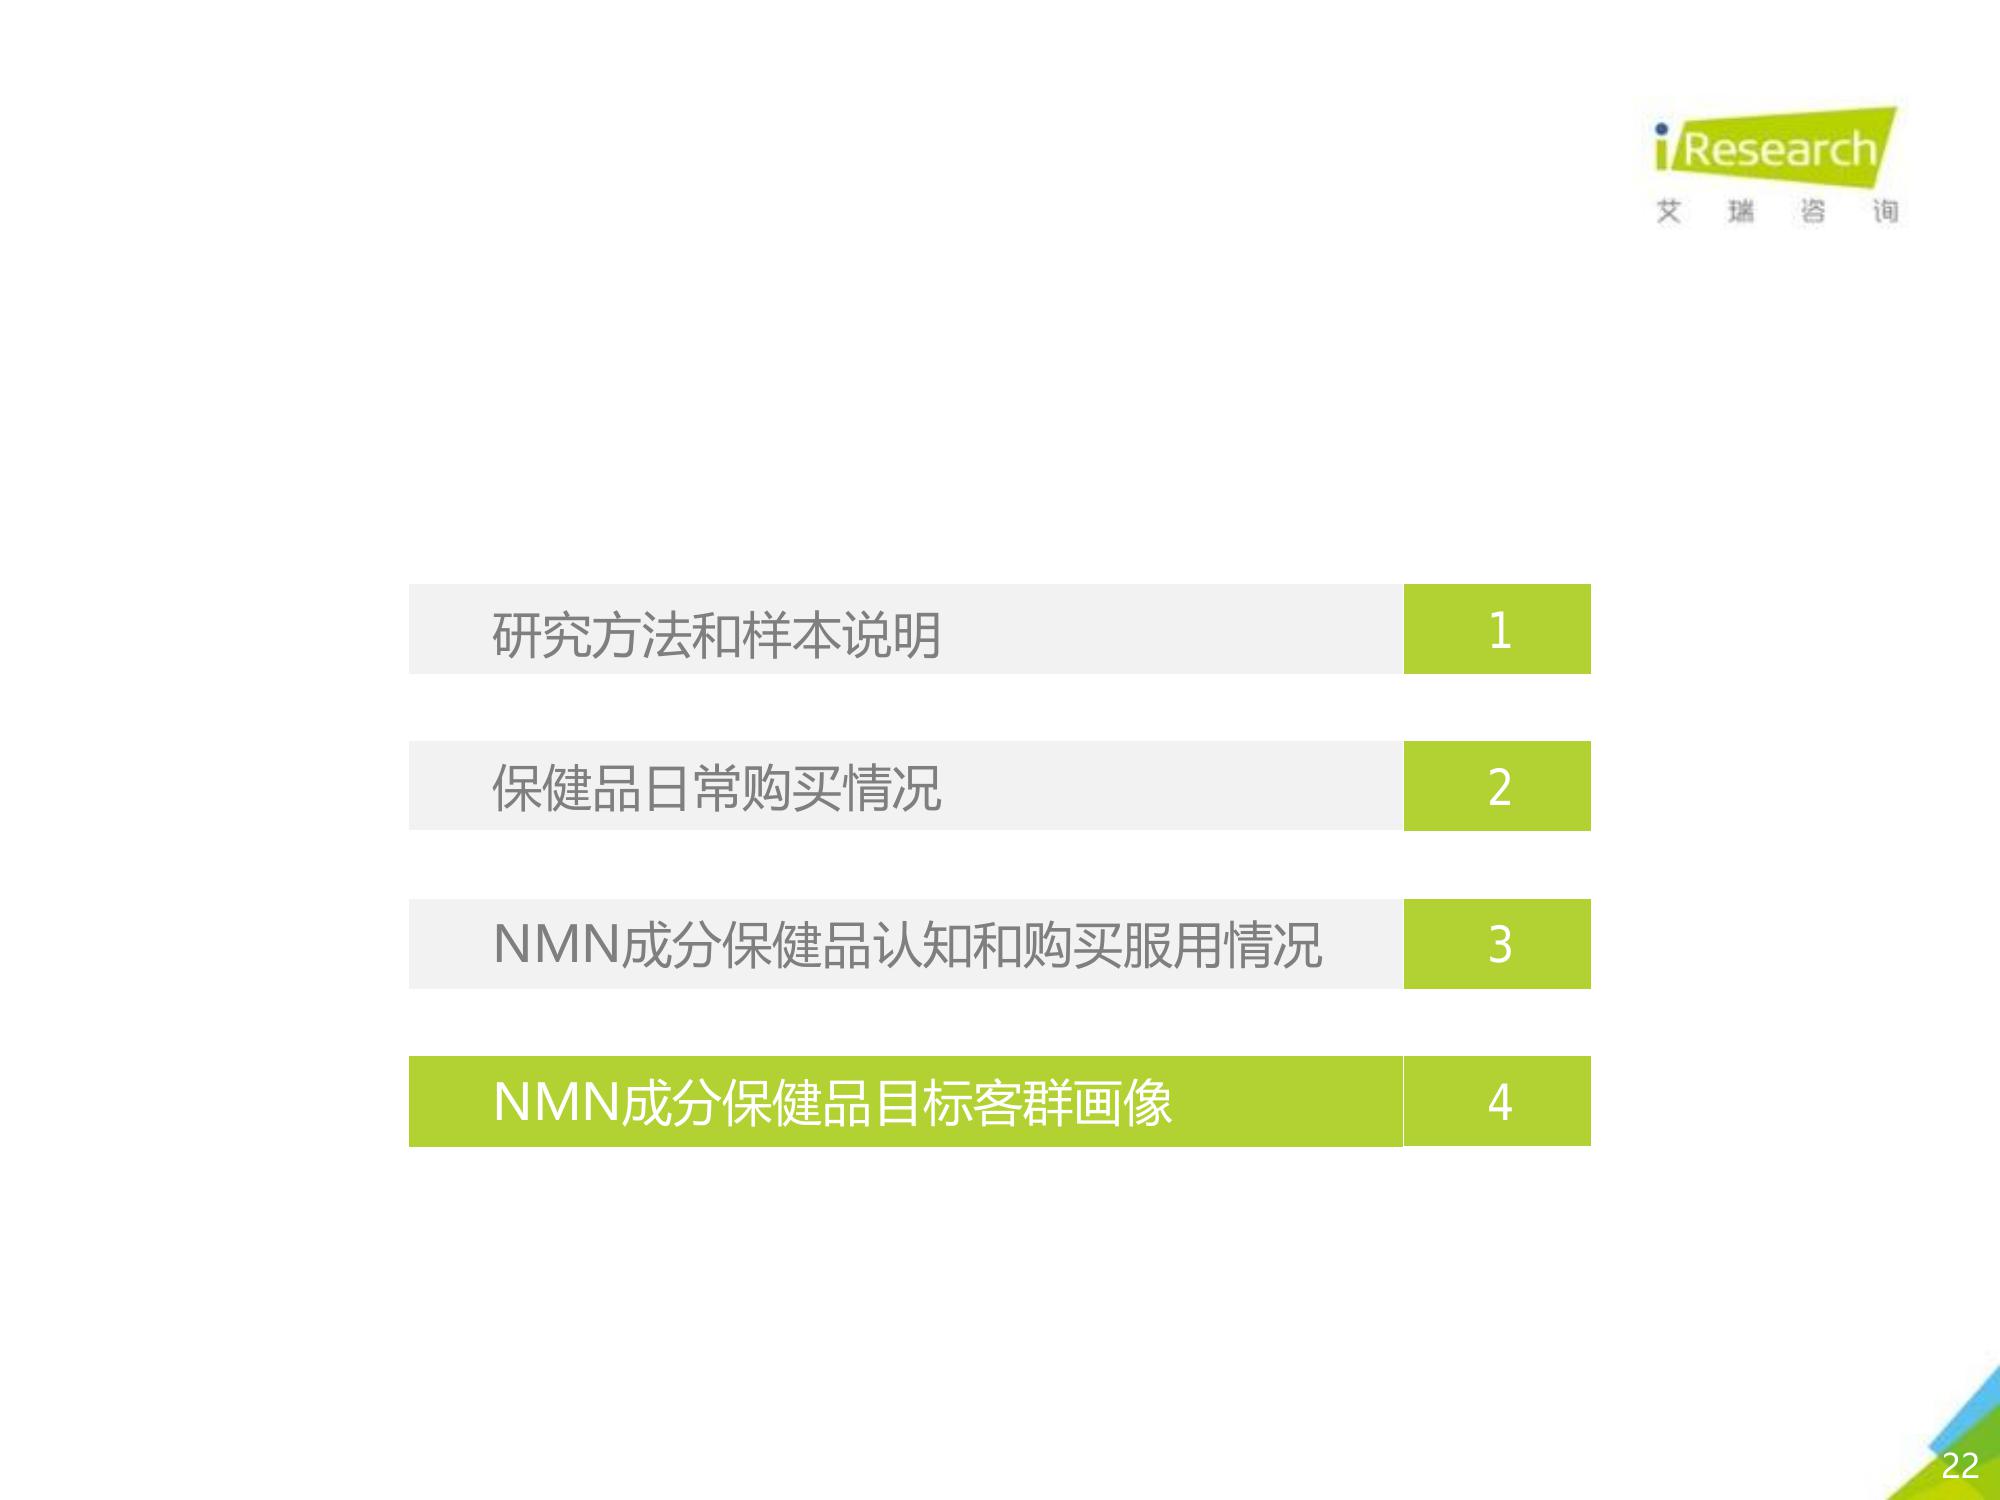 iResearch
艾瑞咨询
研究方法和样本说明 1
保健品日常购买情况 2
NMN成分保健品认知和购买服用情况 3
NMN成分保健品目标客群画像 4
22